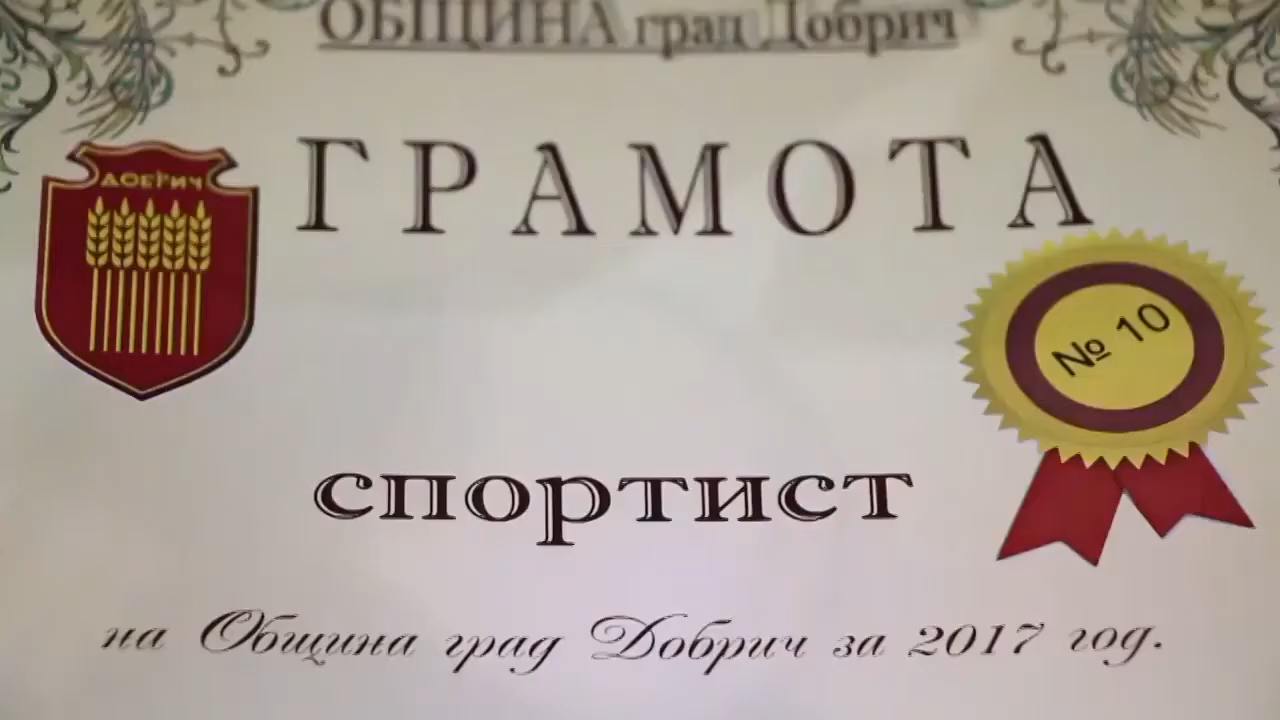 ОБЩИНА град Добрич
ГРАМОТА
ДОБРИЧ
№ 10
спортист
на Община град Добрич за 2017 год.